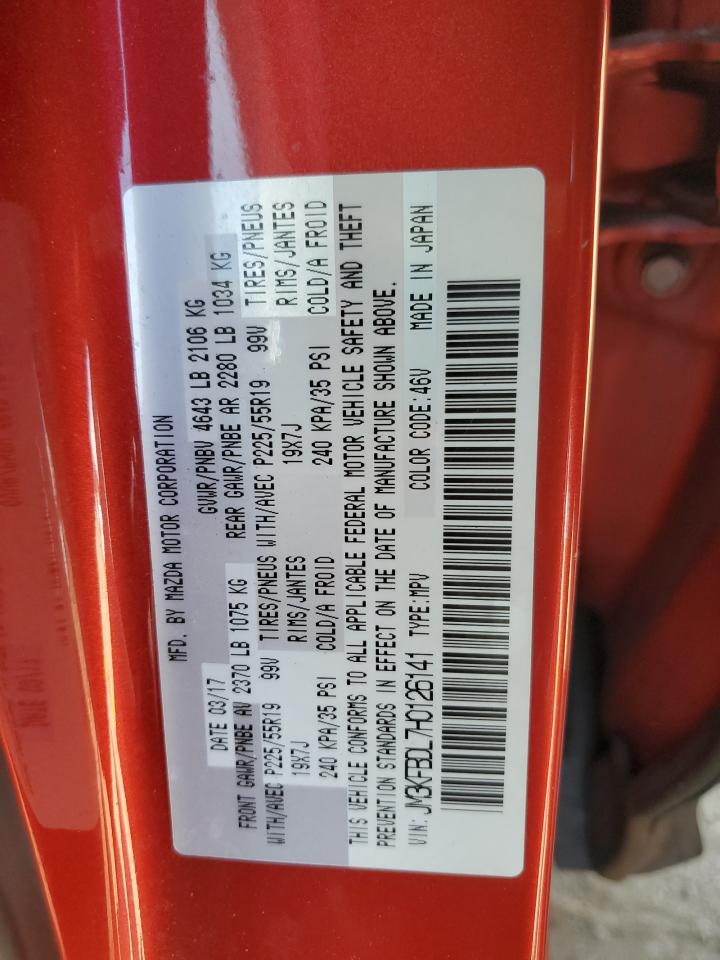 MFD. BY MAZDA MOTOR CORPORATION
DATE 03/17 GVWR/PNBV 4643 LB 2106 KG
FRONT GAWR/PNBE AV 2370 LB 1075 KG REAR GAWR/PNBE AR 2280 LB 1034 KG
WITH/AVEC P225/55R19 99V TIRES/PNEUS WITH/AVEC P225/55R19 99V TIRES/PNEUS
19X7J RIMS/JANTES 19X7J RIMS/JANTES
240 KPA/35 PSI COLD/A FROID 240 KPA/35 PSI COLD/A FROID
THIS VEHICLE CONFORMS TO ALL APPLICABLE FEDERAL MOTOR VEHICLE SAFETY AND THEFT
PREVENTION STANDARDS IN EFFECT ON THE DATE OF MANUFACTURE SHOWN ABOVE.
VIN: JM3KFBDL7H0126141 TYPE:MPV COLOR CODE:46V MADE IN JAPAN